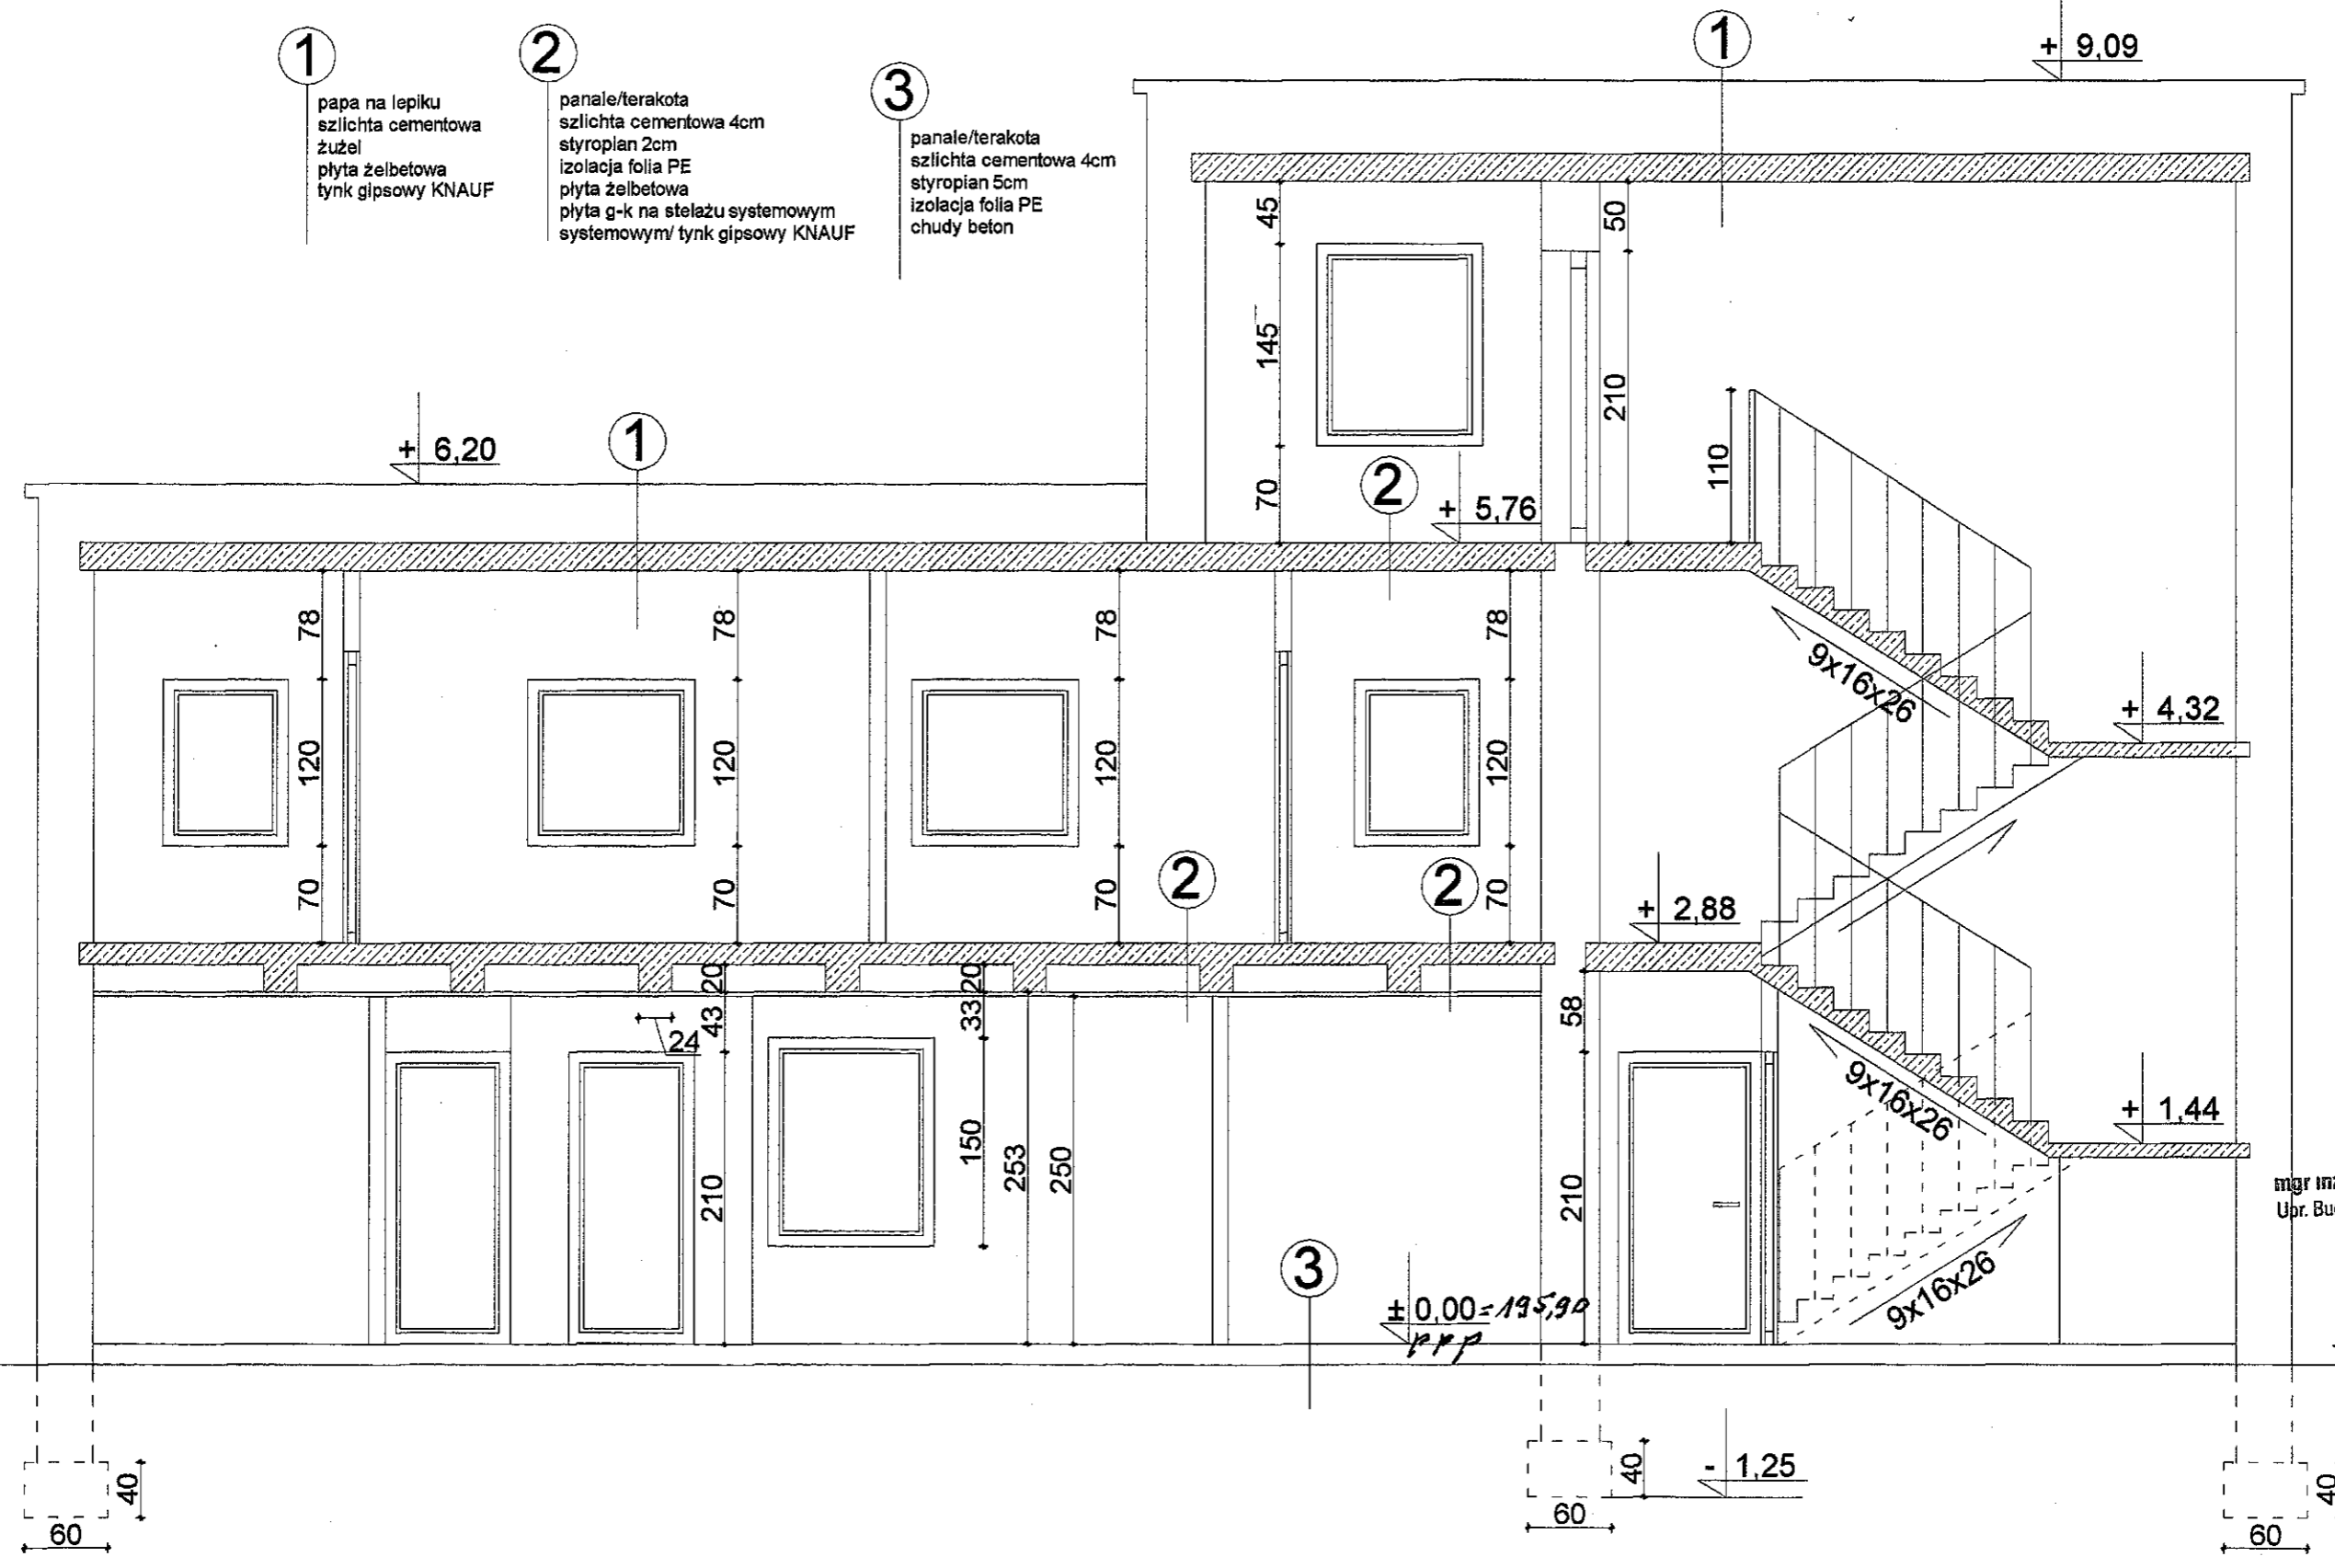 1
papa na lepiku
szlichta cementowa
żużel
płyta żelbetowa
tynk gipsowy KNAUF
2
panale/terakota
szlichta cementowa 4cm
styropian 2cm
izolacja folia PE
płyta żelbetowa
płyta g-k na stelażu systemowym
systemowym/ tynk gipsowy KNAUF
3
panale/terakota
szlichta cementowa 4cm
styropian 5cm
izolacja folia PE
chudy beton
1
+ 9,09
45
50
145
210
110
70
+ 6,20
1
2
+ 5,76
78
78
78
78
9x16x26
+ 4,32
120
120
120
120
70
70
70
70
2
2
+ 2,88
20
20
43
33
24
58
9x16x26
+ 1,44
150
253
250
210
210
mgr
Upr.
3
9x16x26
± 0,00 = 195,90
40
60
40
60
- 1,25
40
60